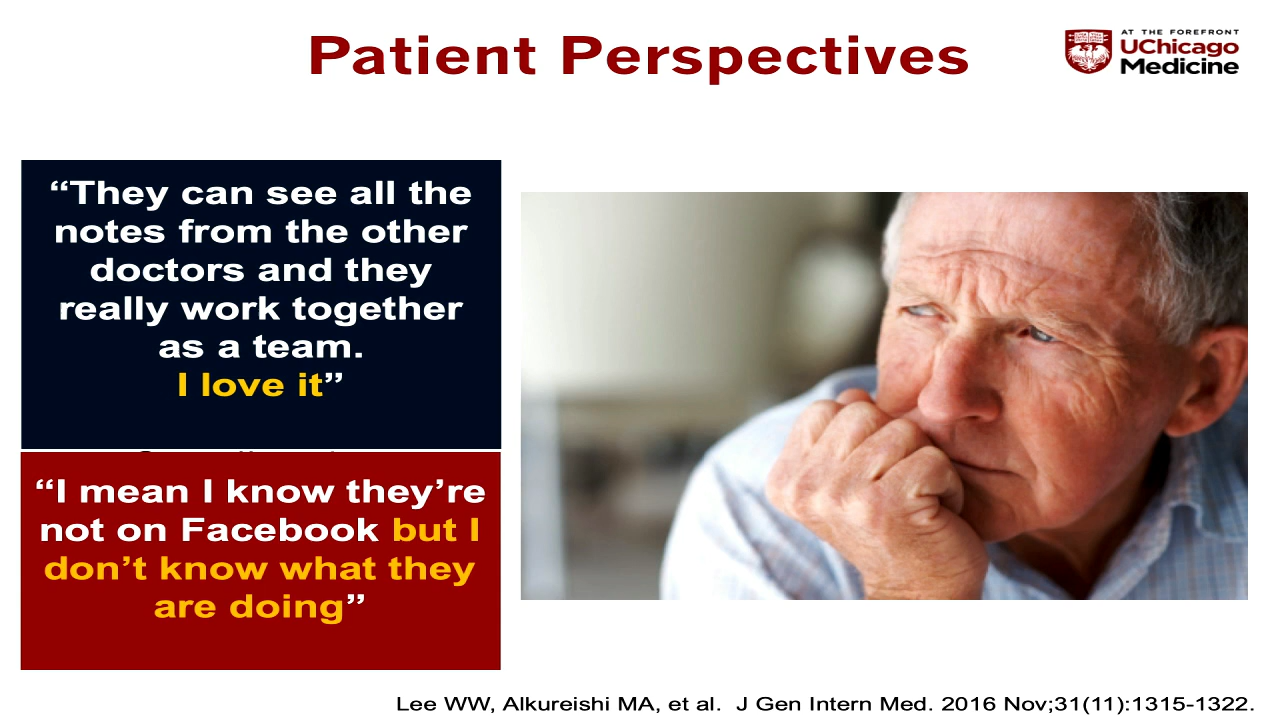 Patient Perspectives
AT THE FOREFRONT
UChicago
Medicine
“They can see all the
notes from the other
doctors and they
really work together
as a team.
I love it”
“I mean I know they’re
not on Facebook but I
don’t know what they
are doing”
Lee WW, Alkureishi MA, et al.  J Gen Intern Med. 2016 Nov;31(11):1315-1322.